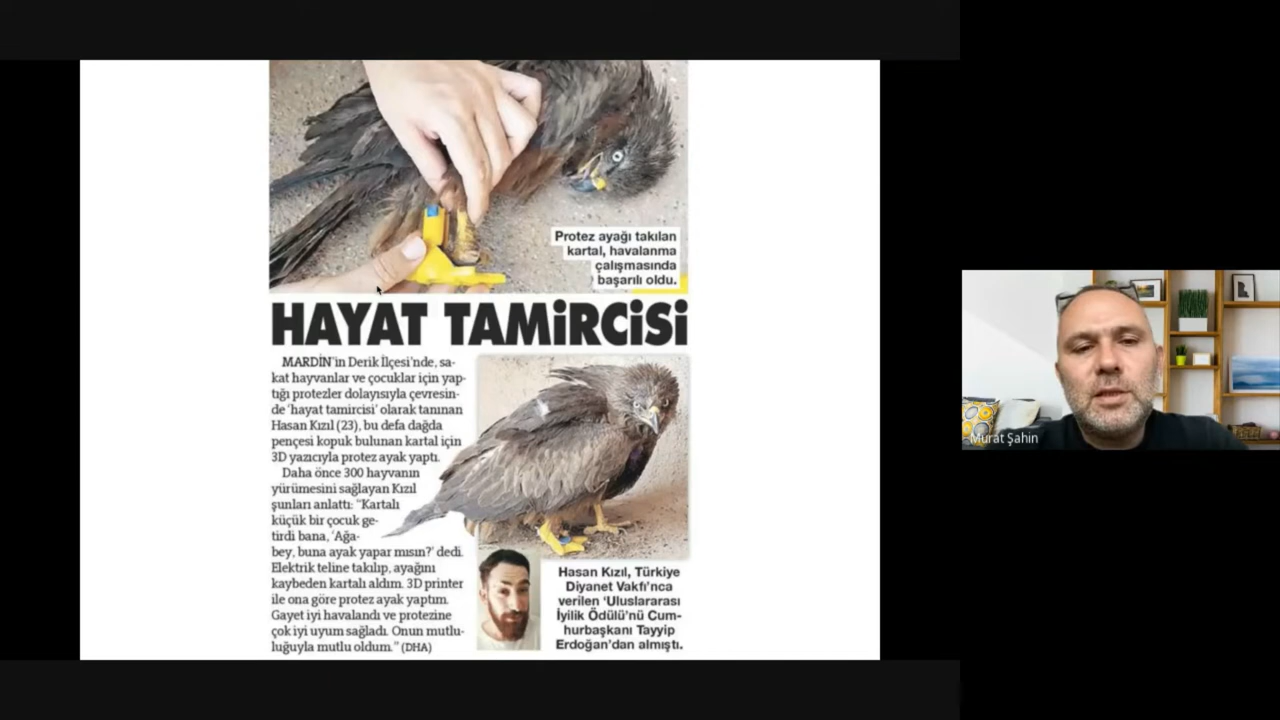 Protez ayağı takılan
kartal, havalanma
çalışmasında
başarılı oldu.
HAYAT TAMİRCİSİ
MARDİN'in Derik İlçesi'nde, sa-
kat hayvanlar ve çocuklar için yap-
tığı protezler dolayısıyla çevresin-
de 'hayat tamircisi' olarak tanınan
Hasan Kızıl (23), bu defa dağda
pençesi kopuk bulunan kartal için
3D yazıcıyla protez ayak yaptı.
Daha önce 300 hayvanın
yürümesini sağlayan Kızıl
şunları anlattı: "Kartalı
küçük bir çocuk ge-
tirdi bana, 'Ağa-
bey, buna ayak yapar mısın?' dedi.
Elektrik teline takılıp, ayağını
kaybeden kartalı aldım. 3D printer
ile ona göre protez ayak yaptım.
Gayet iyi havalandı ve protezine
çok iyi uyum sağladı. Onun mutlu-
luğuyla mutlu oldum." (DHA)
Hasan Kızıl, Türkiye
Diyanet Vakfı'nca
verilen 'Uluslararası
İyilik Ödülü'nü Cum-
hurbaşkanı Tayyip
Erdoğan'dan almıştı.
Murat Şahin